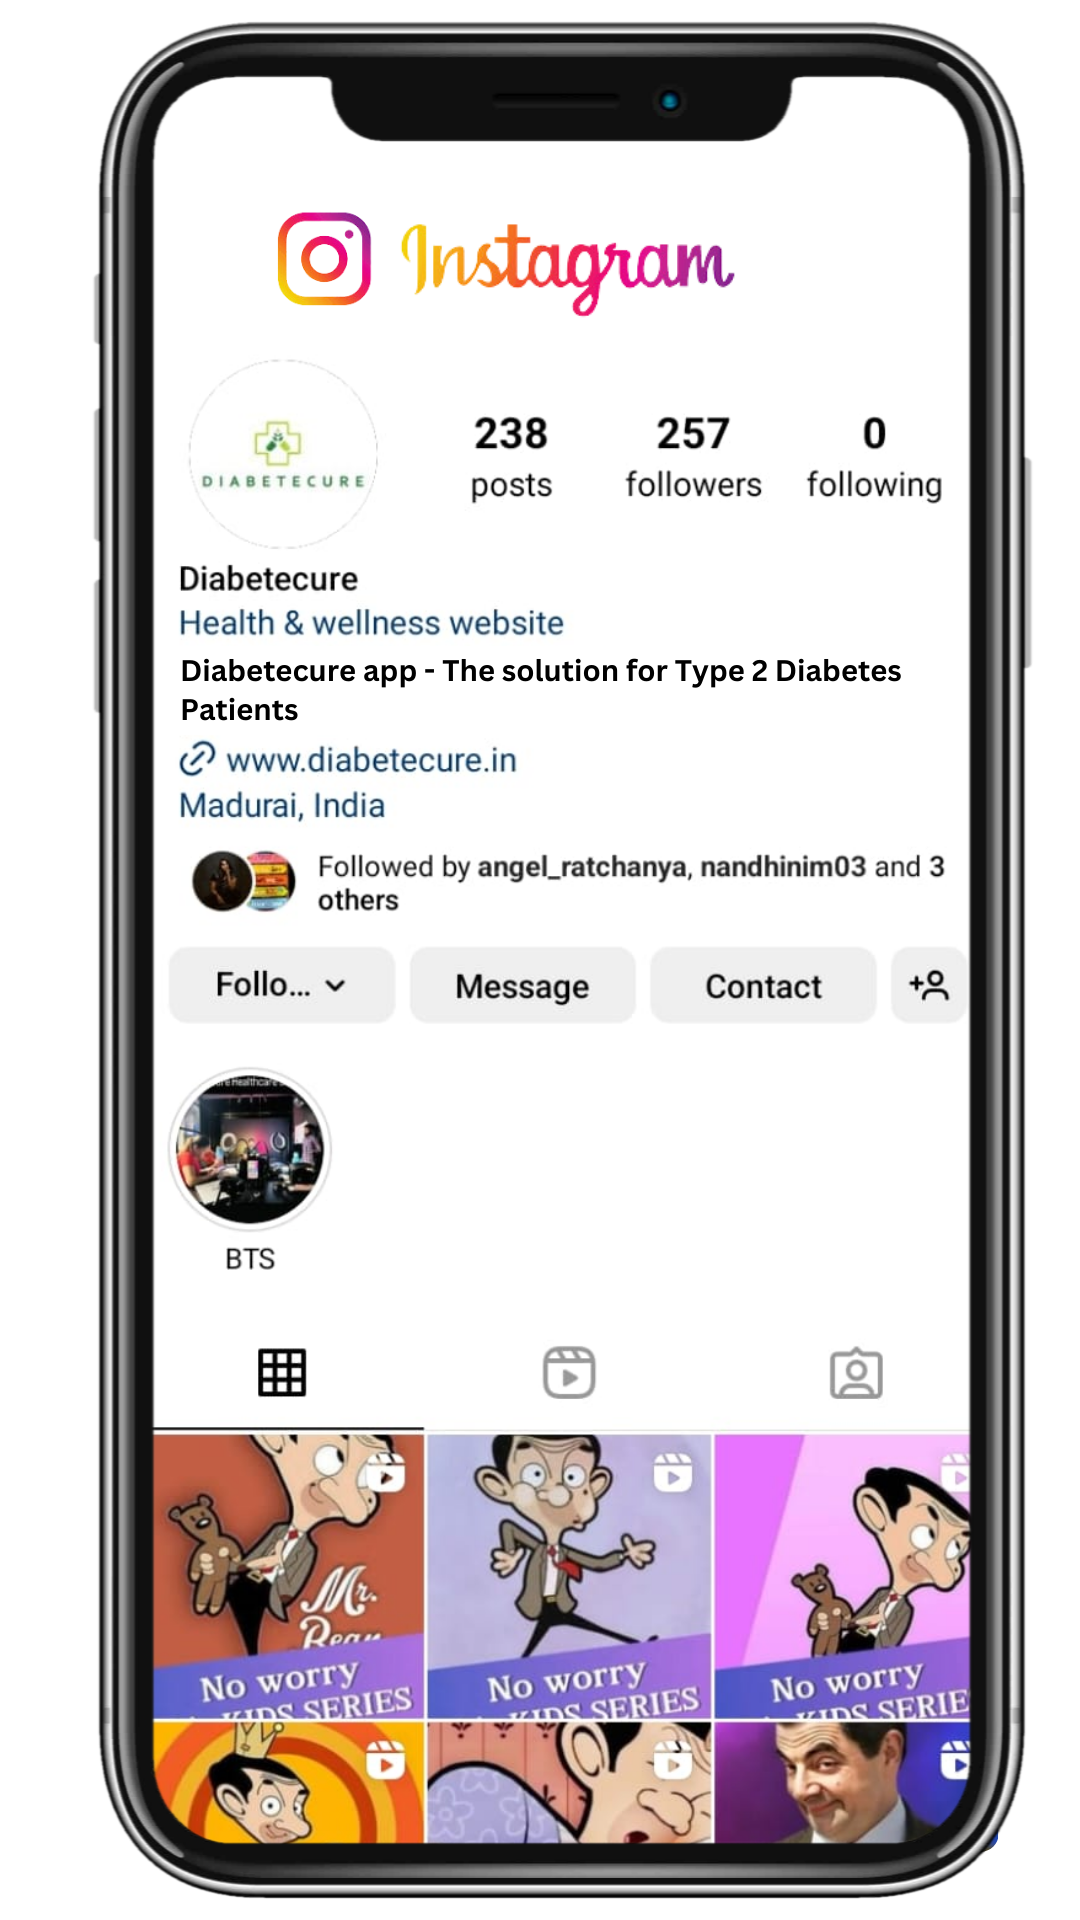 Instagram
DIABETECURE
238
posts
257
followers
0
following
Diabetecure
Health & wellness website
Diabetecure app - The solution for Type 2 Diabetes
Patients
www.diabetecure.in
Madurai, India
Followed by angel_ratchanya, nandhinim03 and 3
others
Follo...
Message
Contact
Healthcare
BTS
Mr.
Bean
No worry
KIDS SERIES
No worry
KIDS SERIES
No worry
KIDS SERIE